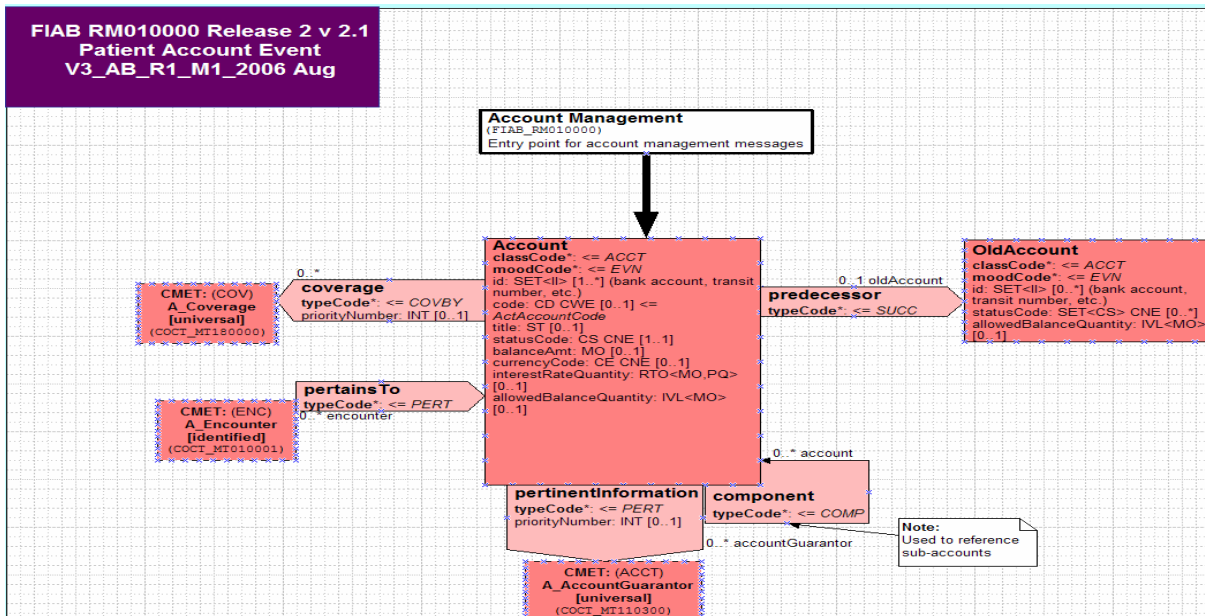 FIAB RM010000 Release 2 v 2.1
Patient Account Event
V3_AB_R1_M1_2006 Aug
Account Management
(FIAB_RM010000)
Entry point for account management messages
Account
classCode*: <= ACCT
moodCode*: <= EVN
id: SET<II> [1..*] (bank account, transit
number, etc.)
code: CD CWE [0..1] <=
ActAccountCode
title: ST [0..1]
statusCode: CS CNE [1..1]
balanceAmt: MO [0..1]
currencyCode: CE CNE [0..1]
interestRateQuantity: RTO<MO,PQ>
[0..1]
allowedBalanceQuantity: IVL<MO>
[0..1]
0..*
coverage
typeCode*: <= COVBY
priorityNumber: INT [0..1]
CMET: (COV)
A_Coverage
[universal]
(COCT_MT180000)
pertainsTo
typeCode*: <= PERT
0..* encounter
CMET: (ENC)
A_Encounter
[identified]
(COCT_MT010001)
0..1 oldAccount
predecessor
typeCode*: <= SUCC
OldAccount
classCode*: <= ACCT
moodCode*: <= EVN
id: SET<II> [0..*] (bank account,
transit number, etc.)
statusCode: SET<CS> CNE [0..*]
allowedBalanceQuantity: IVL<MO>
[0..1]
0..* account
component
typeCode*: <= COMP
Note:
Used to reference
sub-accounts
pertinentInformation
typeCode*: <= PERT
priorityNumber: INT [0..1]
0..* accountGuarantor
CMET: (ACCT)
A_AccountGuarantor
[universal]
(COCT_MT110300)